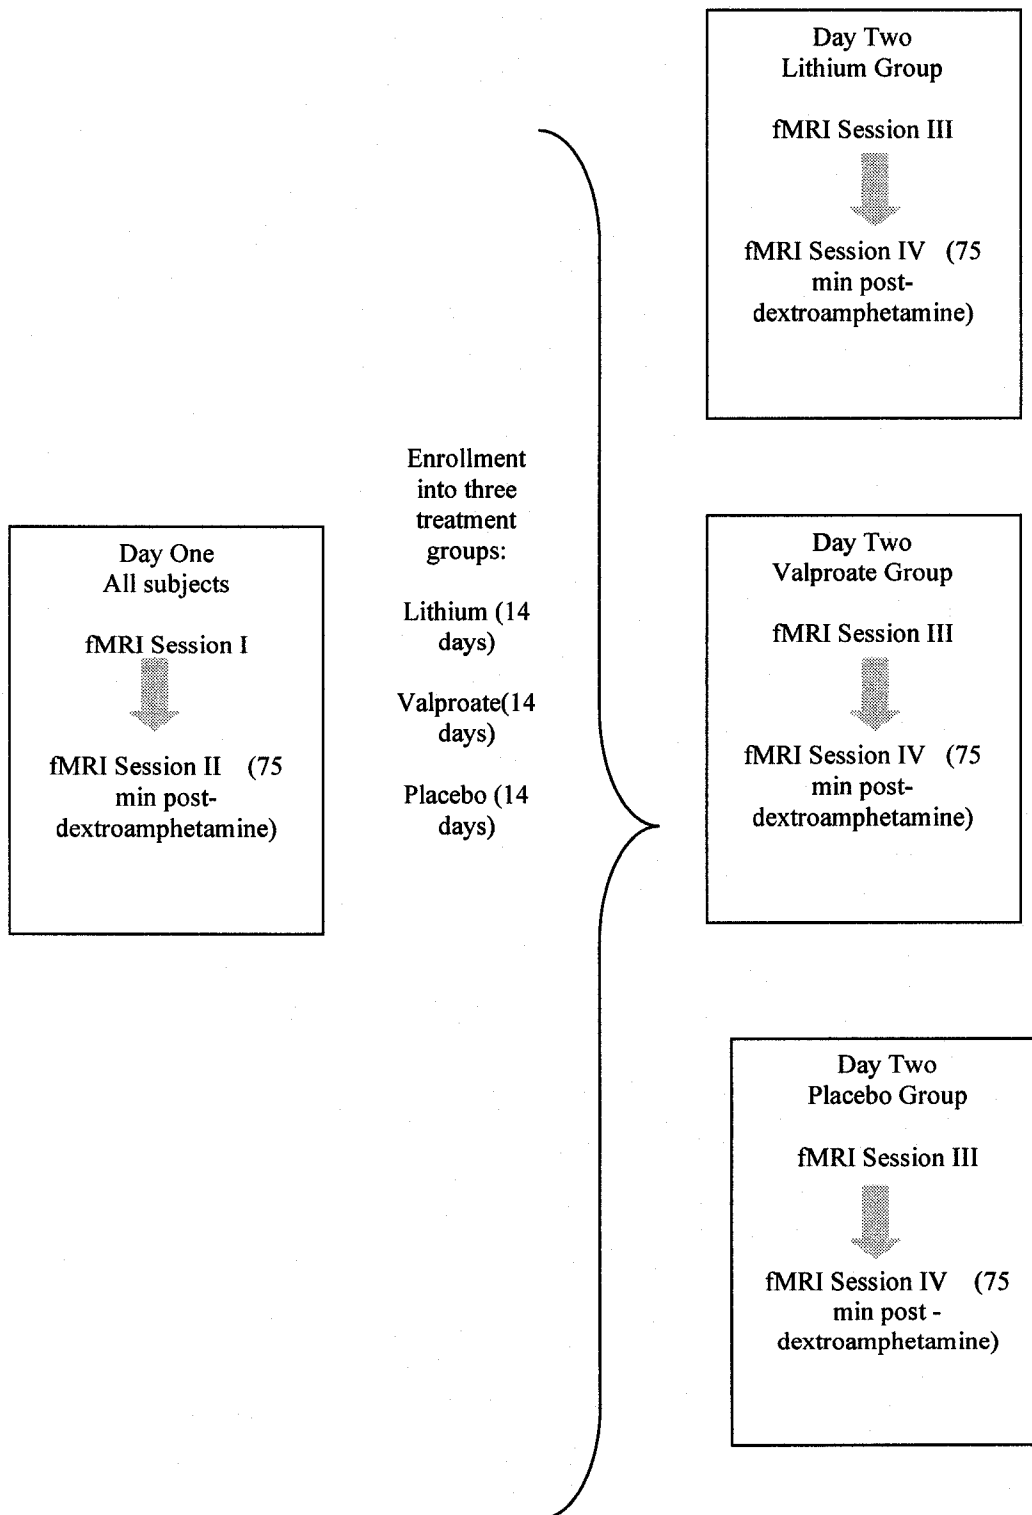 Day One
All subjects
fMRI Session I
fMRI Session II (75
min post-
dextroamphetamine)
Enrollment
into three
treatment
groups:
Lithium (14
days)
Valproate(14
days)
Placebo (14
days)
Day Two
Lithium Group
fMRI Session III
fMRI Session IV (75
min post-
dextroamphetamine)
Day Two
Valproate Group
fMRI Session III
fMRI Session IV (75
min post-
dextroamphetamine)
Day Two
Placebo Group
fMRI Session III
fMRI Session IV (75
min post -
dextroamphetamine)